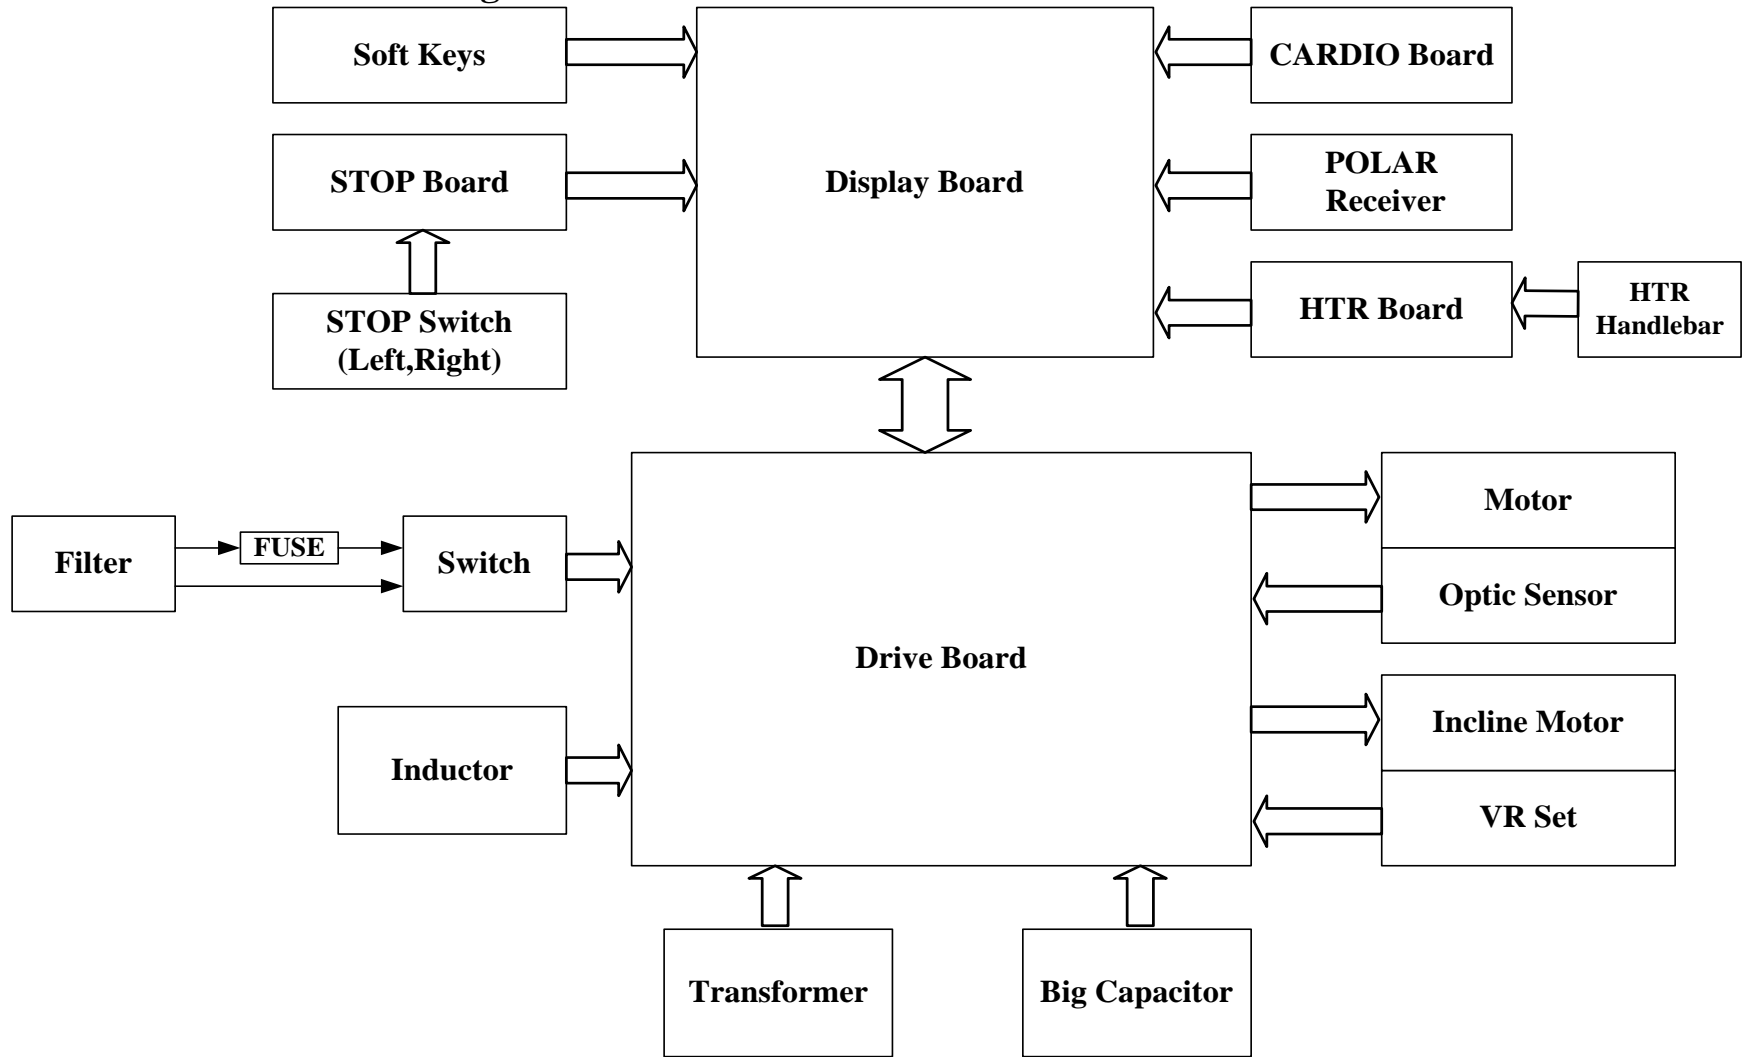 Soft Keys
CARDIO Board
STOP Board
Display Board
POLAR
Receiver
STOP Switch
(Left,Right)
HTR Board
HTR
Handlebar
Motor
Filter
FUSE
Switch
Optic Sensor
Drive Board
Incline Motor
Inductor
VR Set
Transformer
Big Capacitor